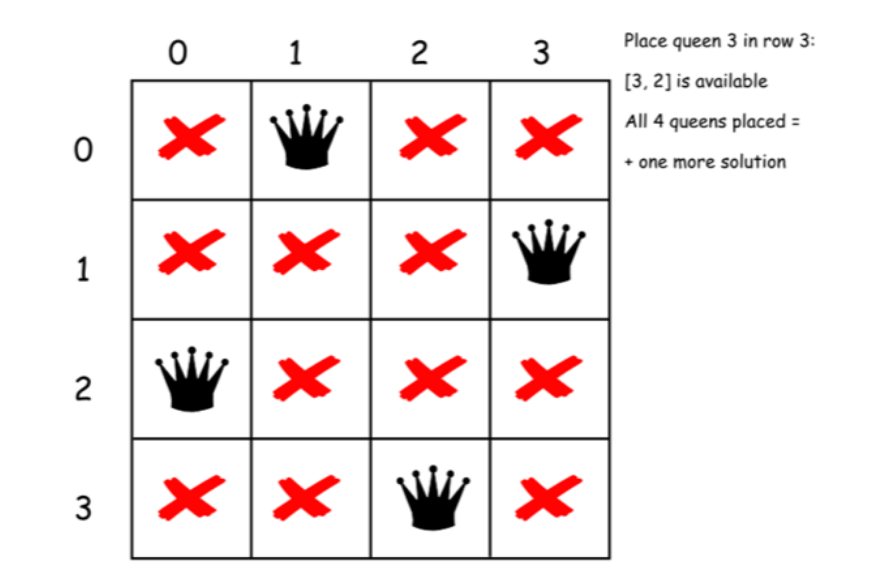 0 1 2 3
Place queen 3 in row 3:
[3, 2] is available
All 4 queens placed =
+ one more solution
0
1
2
3